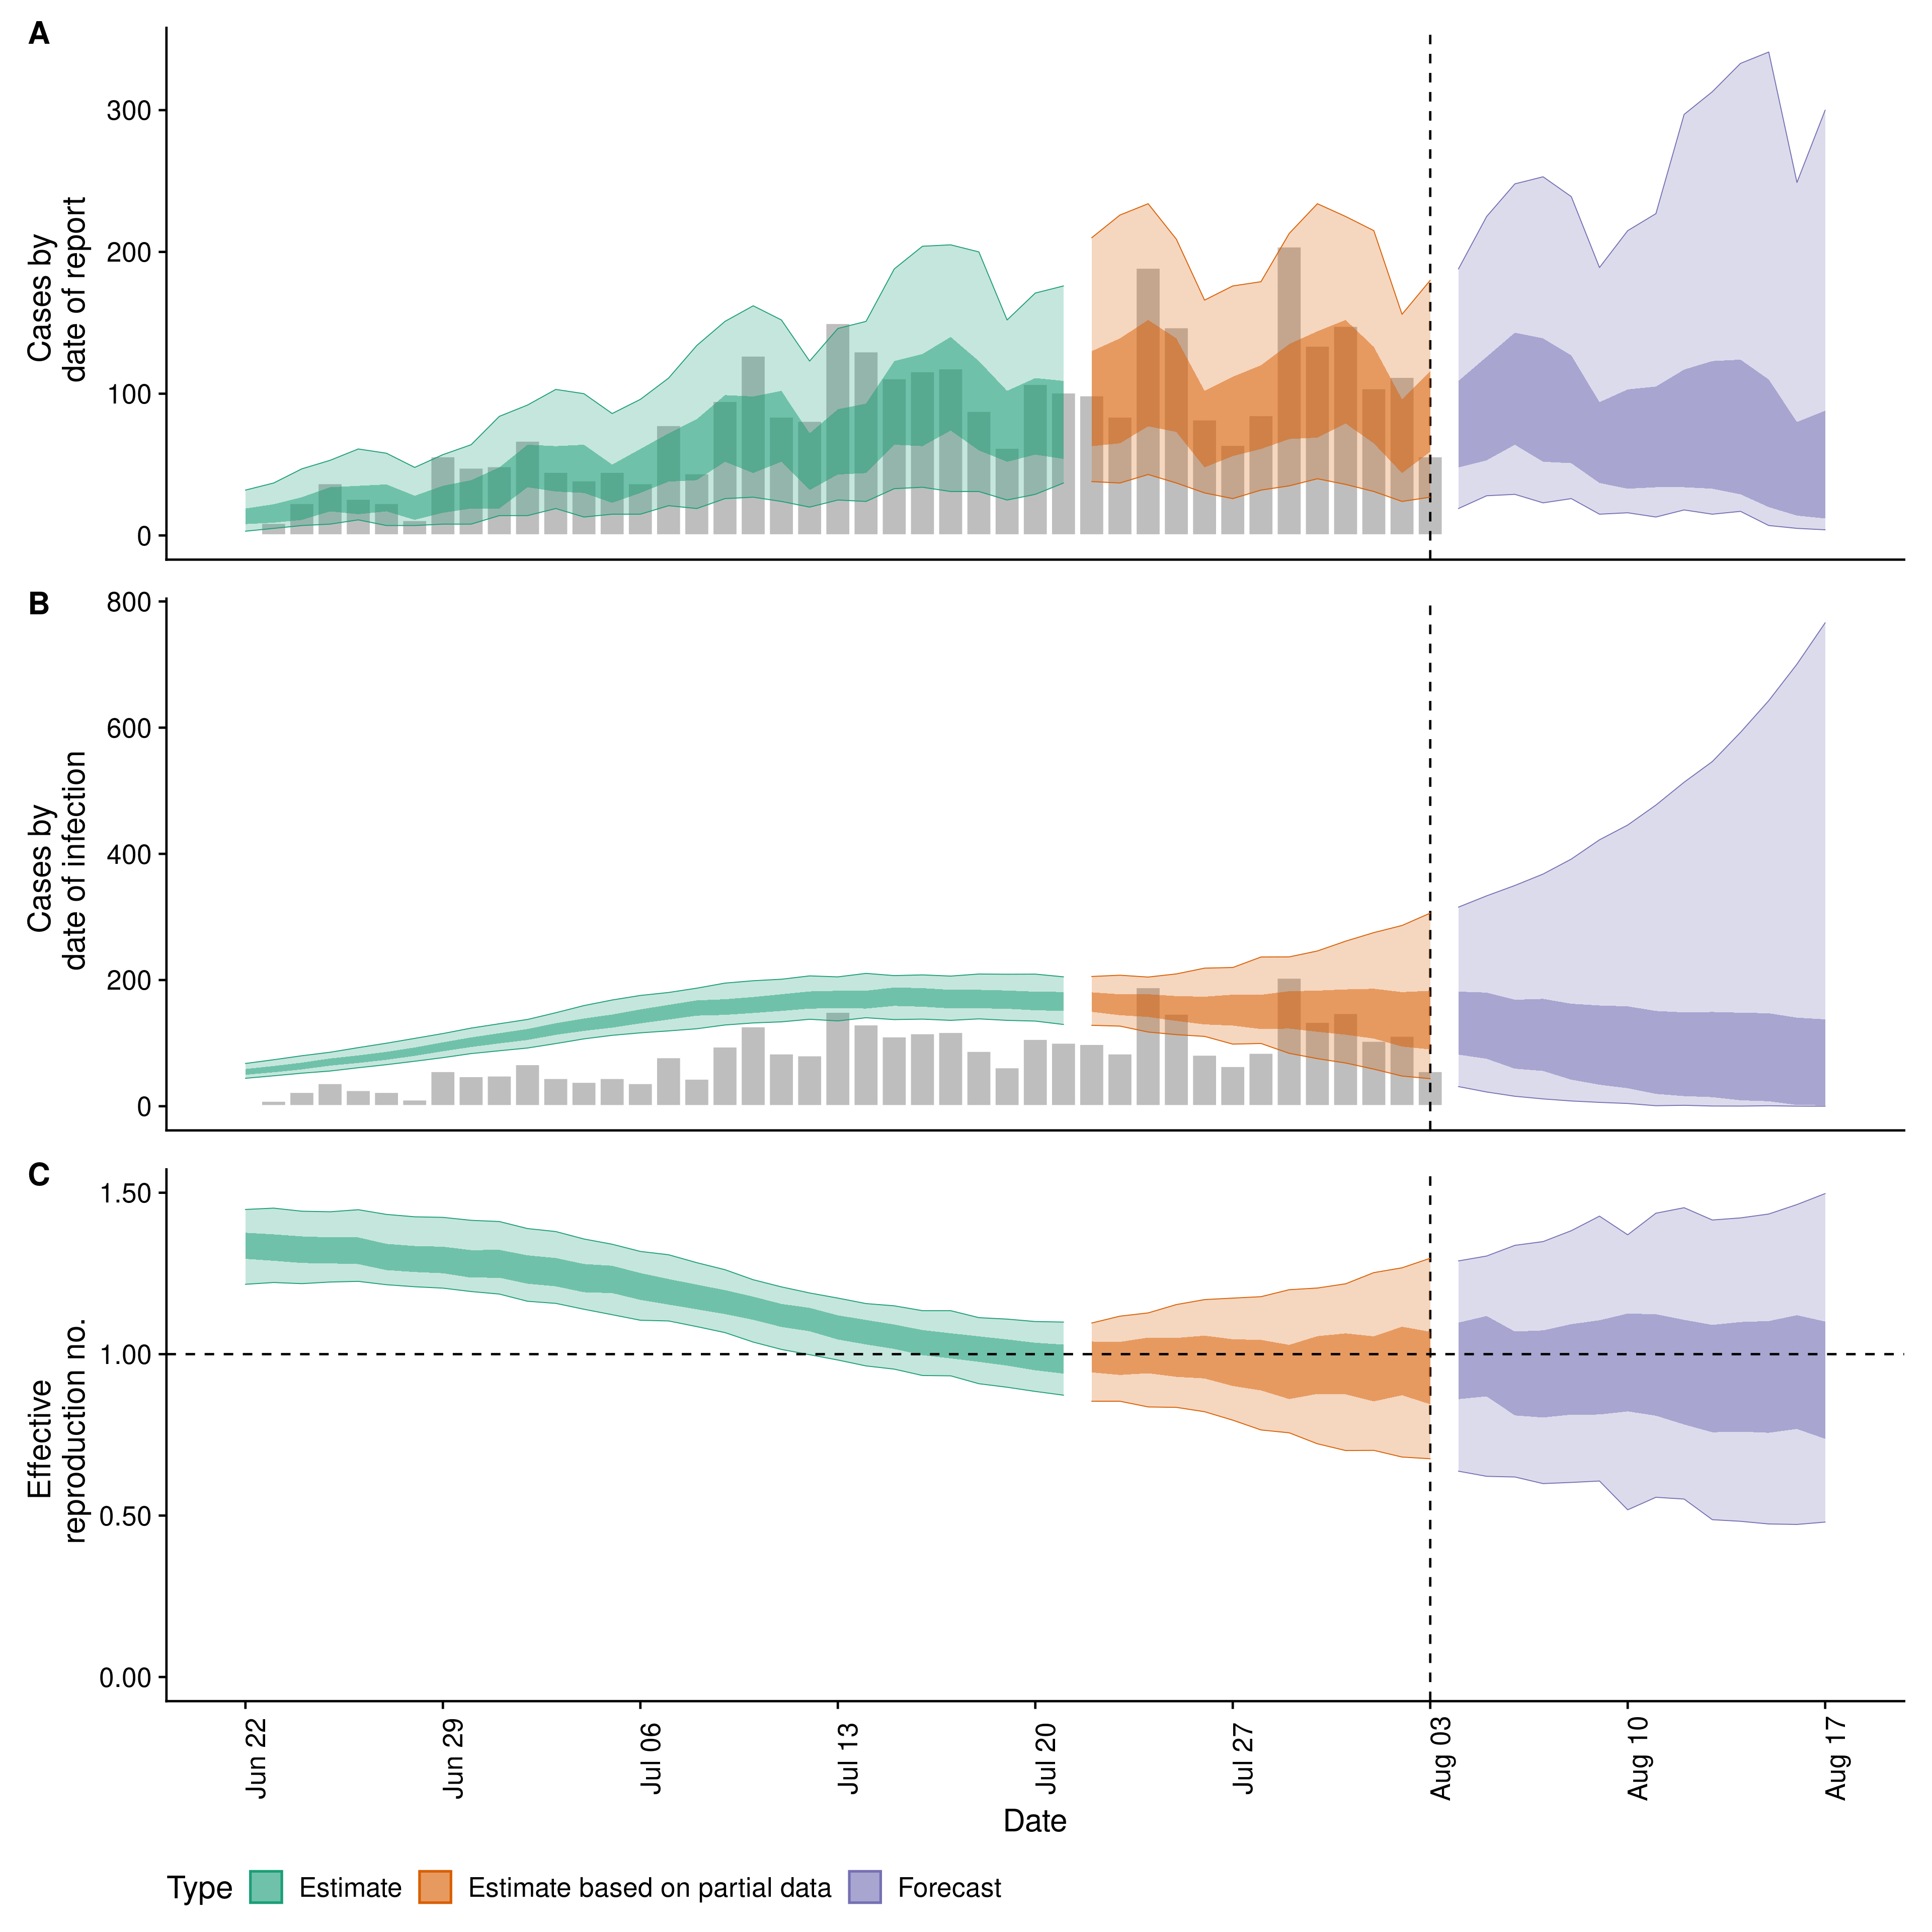 A
Cases by
date of report
300
200
100
0
B
Cases by
date of infection
800
600
400
200
0
C
Effective
reproduction no.
1.50
1.00
0.50
0.00
Jun 22
Jun 29
Jul 06
Jul 13
Jul 20
Jul 27
Aug 03
Aug 10
Aug 17
Date
Type Estimate Estimate based on partial data Forecast